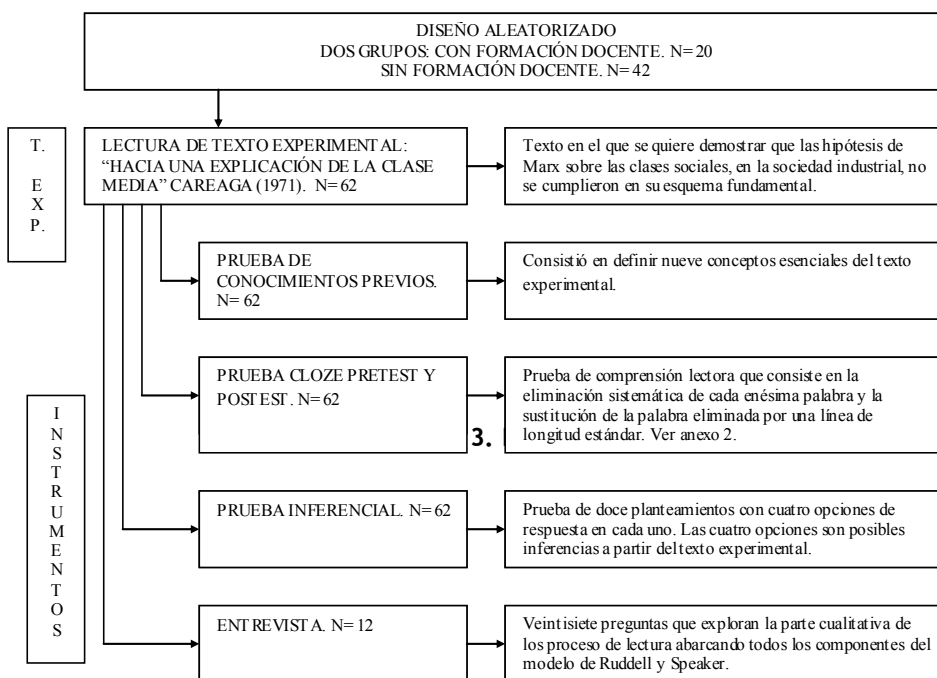 DISEÑO ALEATORIZADO
DOS GRUPOS: CON FORMACIÓN DOCENTE. N= 20
SIN FORMACIÓN DOCENTE. N= 42
T.
EXP.
LECTURA DE TEXTO EXPERIMENTAL:
“HACIA UNA EXPLICACIÓN DE LA CLASE
MEDIA” CAREAGA (1971). N= 62
Texto en el que se quiere demostrar que las hipótesis de
Marx sobre las clases sociales, en la sociedad industrial, no
se cumplieron en su esquema fundamental.
PRUEBA DE
CONOCIMIENTOS PREVIOS.
N= 62
Consistió en definir nueve conceptos esenciales del texto
experimental.
INSTRUMENTOS
PRUEBA CLOZE PRETEST Y
POSTEST. N= 62
Prueba de comprensión lectora que consiste en la
eliminación sistemática de cada enésima palabra y la
sustitución de la palabra eliminada por una línea de
longitud estándar. Ver anexo 2.
3.
PRUEBA INFERENCIAL. N= 62
Prueba de doce planteamientos con cuatro opciones de
respuesta en cada uno. Las cuatro opciones son posibles
inferencias a partir del texto experimental.
ENTREVISTA. N= 12
Veintisiete preguntas que exploran la parte cualitativa de
los proceso de lectura abarcando todos los componentes del
modelo de Ruddell y Speaker.